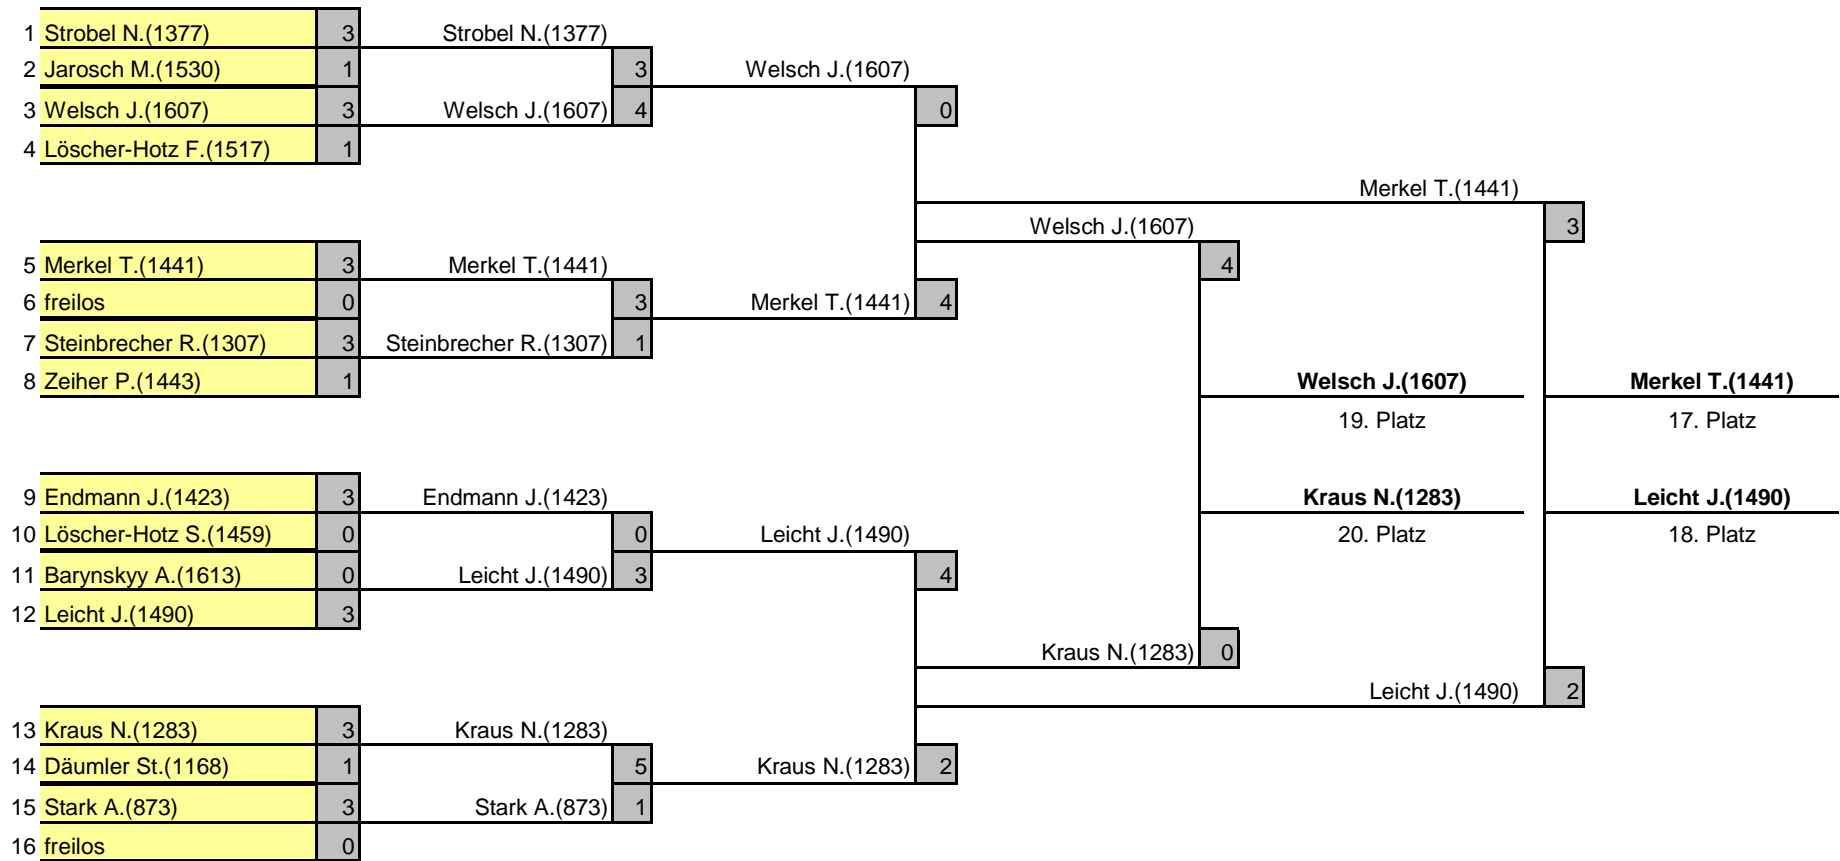 1 Strobel N.(1377) 3 Strobel N.(1377)
2 Jarosch M.(1530) 1 3 Welsch J.(1607)
3 Welsch J.(1607) 3 Welsch J.(1607) 4 0
4 Löscher-Hotz F.(1517) 1
Merkel T.(1441)
Welsch J.(1607) 3
5 Merkel T.(1441) 3 Merkel T.(1441) 4
6 freilos 0 3 Merkel T.(1441) 4
7 Steinbrecher R.(1307) 3 Steinbrecher R.(1307) 1
8 Zeiher P.(1443) 1 Welsch J.(1607) Merkel T.(1441)
19. Platz 17. Platz
9 Endmann J.(1423) 3 Endmann J.(1423) Kraus N.(1283) Leicht J.(1490)
10 Löscher-Hotz S.(1459) 0 0 Leicht J.(1490) 20. Platz 18. Platz
11 Barynskyy A.(1613) 0 Leicht J.(1490) 3 4
12 Leicht J.(1490) 3
Kraus N.(1283) 0
Leicht J.(1490) 2
13 Kraus N.(1283) 3 Kraus N.(1283)
14 Däumler St.(1168) 1 5 Kraus N.(1283) 2
15 Stark A.(873) 3 Stark A.(873) 1
16 freilos 0